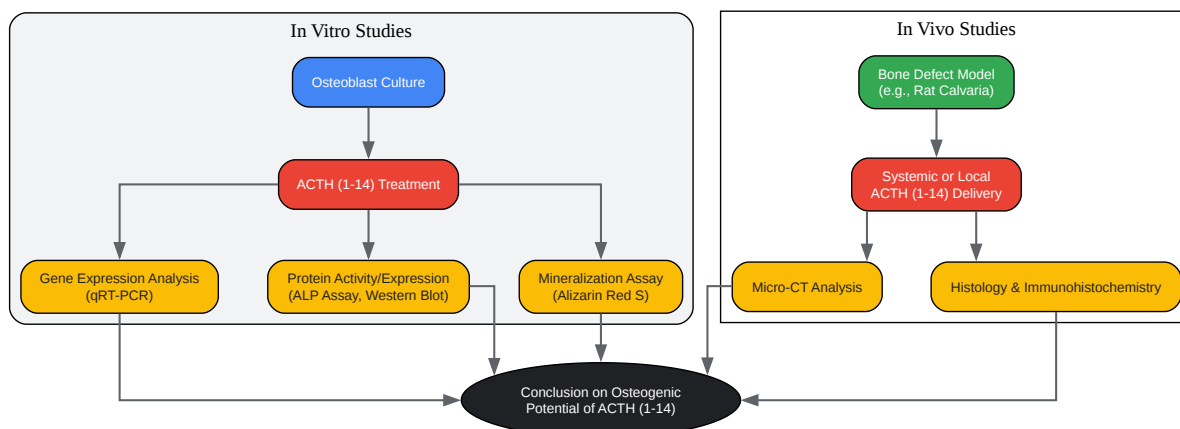 In Vitro Studies
Osteoblast Culture
ACTH (1-14) Treatment
Gene Expression Analysis
(qRT-PCR)
Protein Activity/Expression
(ALP Assay, Western Blot)
Mineralization Assay
(Alizarin Red S)
In Vivo Studies
Bone Defect Model
(e.g., Rat Calvaria)
Systemic or Local
ACTH (1-14) Delivery
Micro-CT Analysis
Histology & Immunohistochemistry
Conclusion on Osteogenic
Potential of ACTH (1-14)